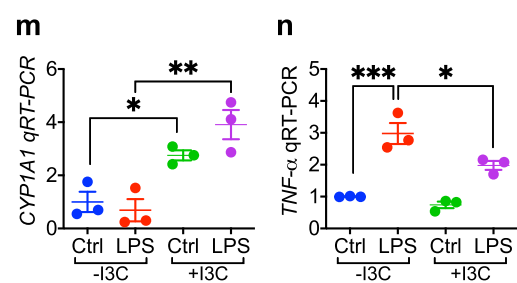 m
CYP1A1 qRT-PCR
6
4
2
0
*
**
Ctrl LPS Ctrl LPS
-I3C +I3C
n
TNF-α qRT-PCR
5
4
3
2
1
0
*** *
Ctrl LPS Ctrl LPS
-I3C +I3C